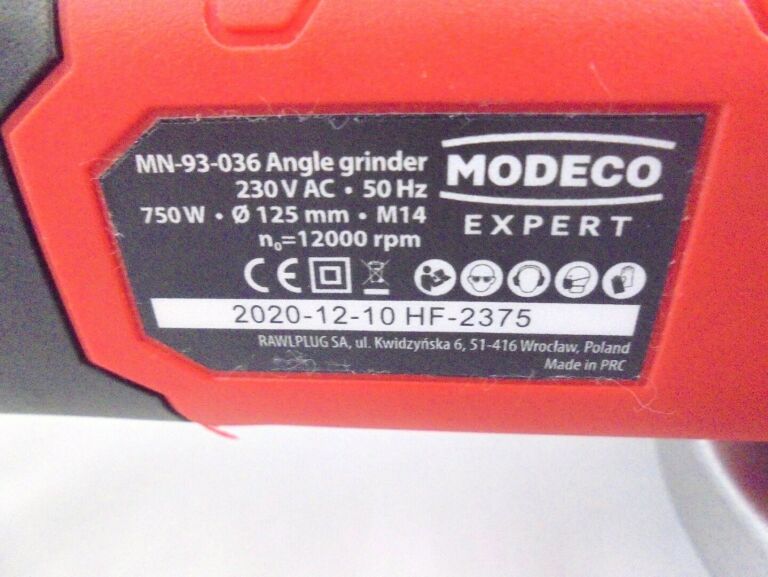 MN-93-036 Angle grinder
230 V AC • 50 Hz
750 W • Ø 125 mm • M14
n₀=12000 rpm
MODECO
EXPERT
CE
2020-12-10 HF-2375
RAWLPLUG SA, ul. Kwidzyńska 6, 51-416 Wrocław, Poland
Made in PRC